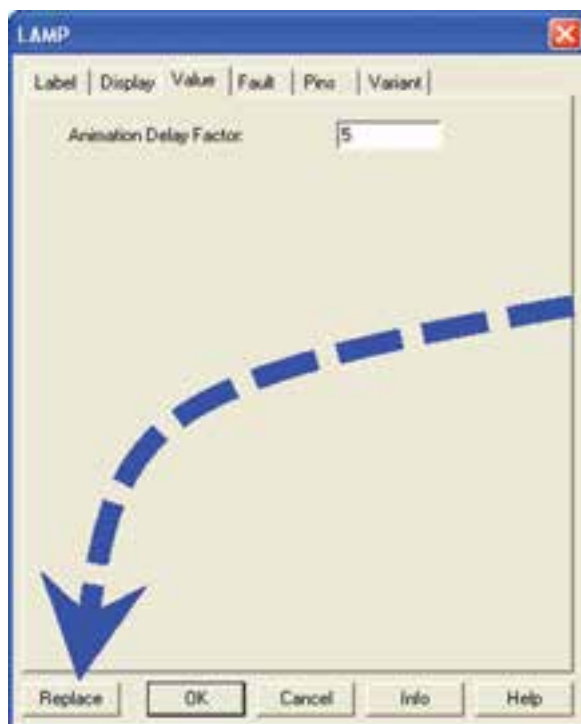 LAMP
Label Display Value Fault Pins Variant
Animation Delay Factor: 5
Replace OK Cancel Info Help